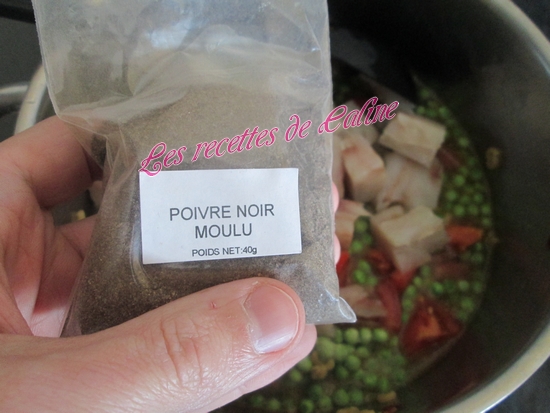 Les recettes de Caline
POIVRE NOIR
MOULU
POIDS NET:40g